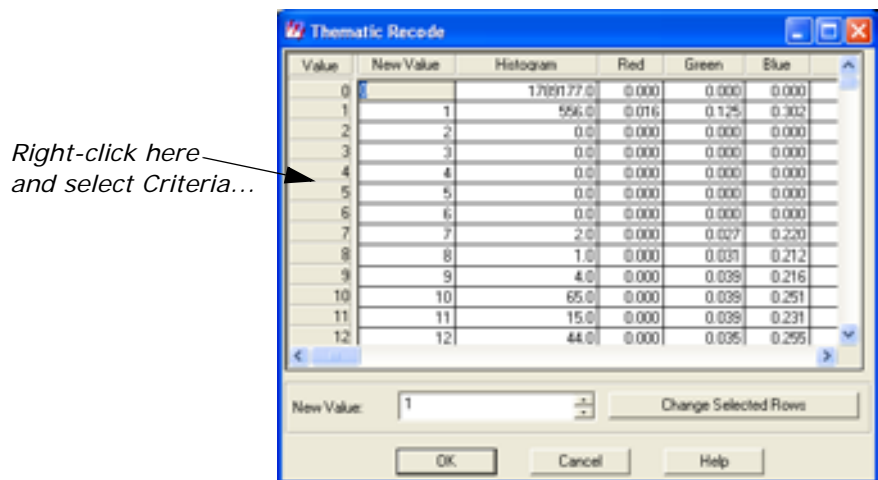 Thematic Recode
Value New Value Histogram Red Green Blue
0 0 1789177.0 0.000 0.000 0.000
1 1 556.0 0.016 0.125 0.302
2 2 0.0 0.000 0.000 0.000
3 3 0.0 0.000 0.000 0.000
4 4 0.0 0.000 0.000 0.000
5 5 0.0 0.000 0.000 0.000
6 6 0.0 0.000 0.000 0.000
7 7 2.0 0.000 0.027 0.220
8 8 1.0 0.000 0.031 0.212
9 9 4.0 0.000 0.039 0.216
10 10 65.0 0.000 0.039 0.251
11 11 15.0 0.000 0.039 0.231
12 12 44.0 0.000 0.035 0.255
Right-click here
and select Criteria...
New Value: 1 Change Selected Rows
OK Cancel Help